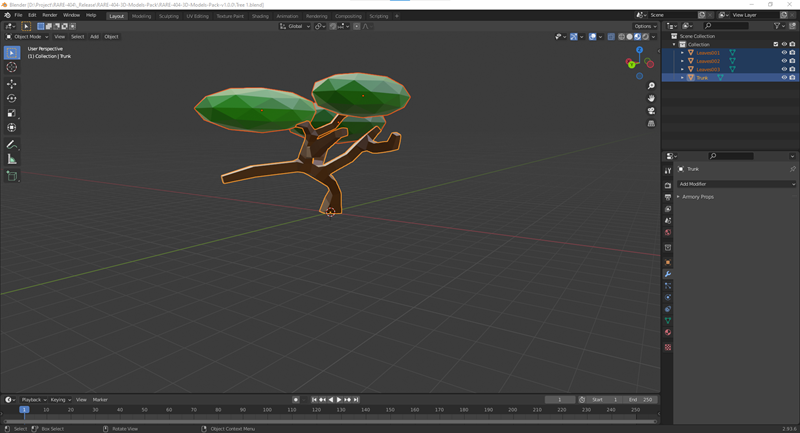 Blender [D:\Project\RARE-404\_Release\RARE-404-3D-Models-Pack\RARE-404-3D-Models-Pack-v.1.0.0\Tree 1.blend]
File Edit Render Window Help Layout Modeling Sculpting UV Editing Texture Paint Shading Animation Rendering Compositing Scripting + Scene View Layer
Global Options
Object Mode View Select Add Object
User Perspective
(1) Collection | Trunk
Z
Y
Scene Collection
Collection
Leaves001
Leaves002
Leaves003
Trunk
Trunk
Add Modifier
Armory Props
Playback Keying View Marker 1 Start 1 End 250
1 10 20 30 40 50 60 70 80 90 100 110 120 130 140 150 160 170 180 190 200 210 220 230 240 250
Select Box Select Rotate View Object Context Menu 2.93.6